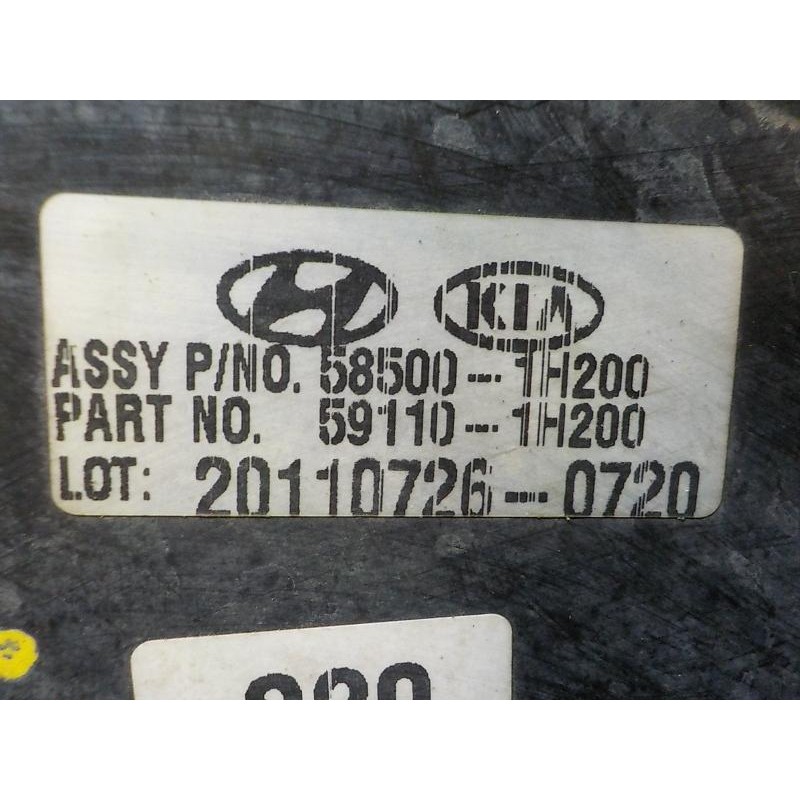 KIA
ASSY P/NO. 58500-1H200
PART NO. 59110-1H200
LOT: 20110726-0720